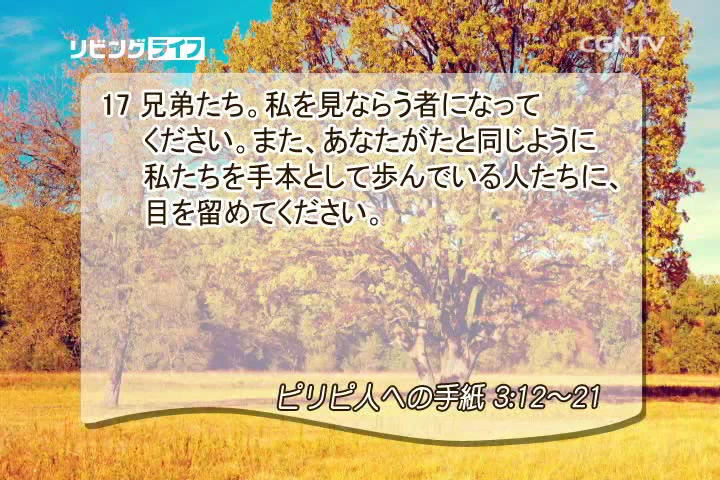 リビングライフ
CGNTV
17 兄弟たち。私を見ならう者になって
ください。また、あなたがたと同じように
私たちを手本として歩んでいる人たちに、
目を留めてください。
ピリピ人への手紙 3:12～21